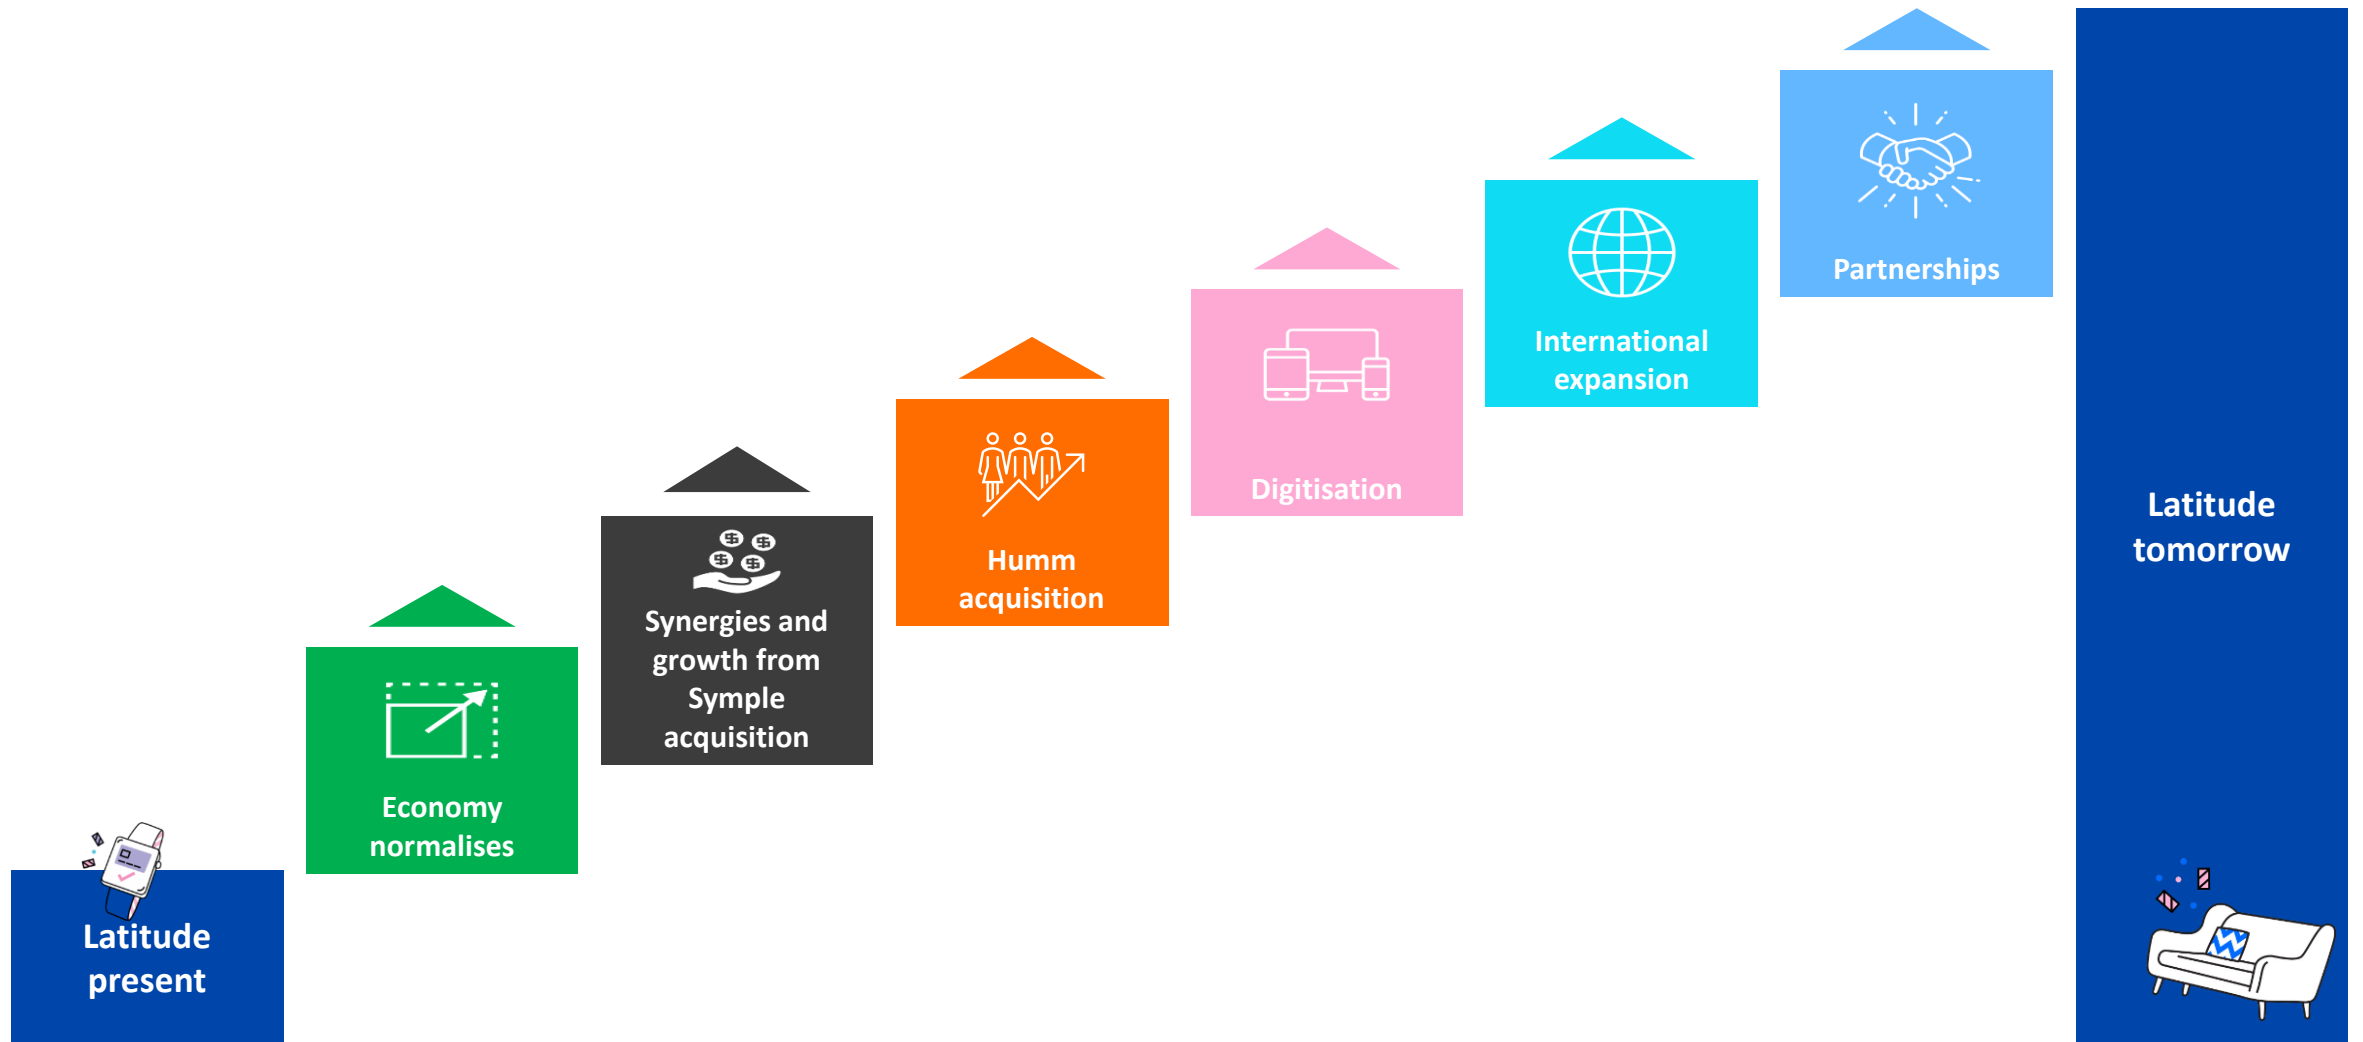 Latitude
present
Economy
normalises
Synergies and
growth from
Symple
acquisition
Humm
acquisition
Digitisation
International
expansion
Partnerships
Latitude
tomorrow